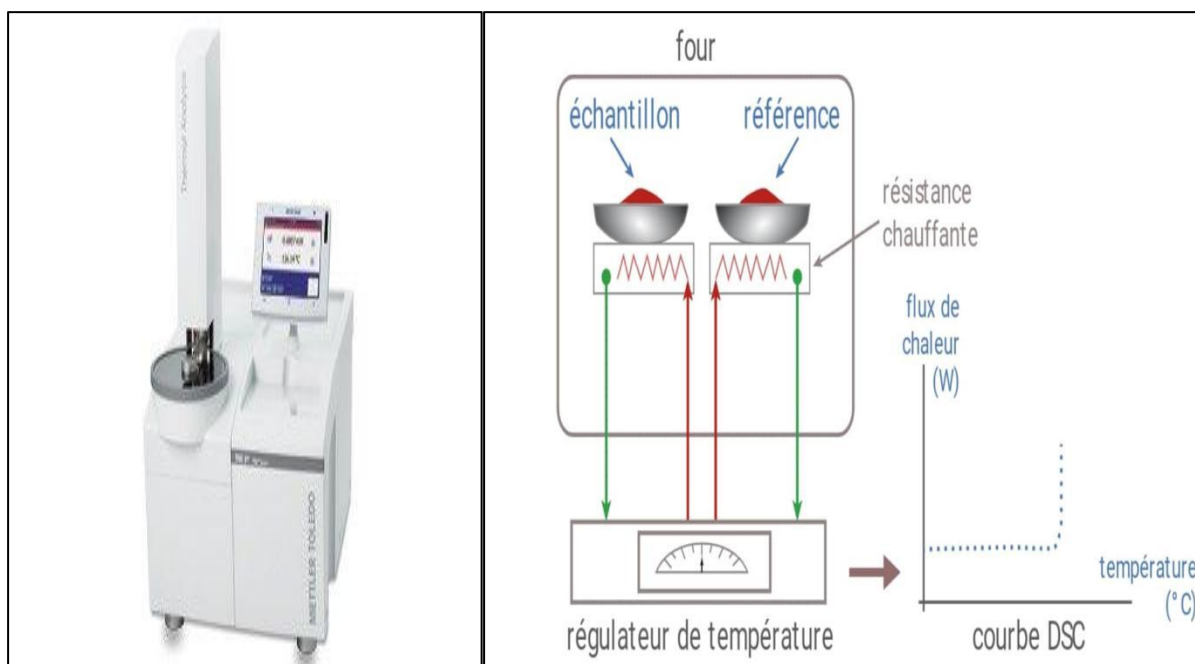 Thermal Analysis
METTLER TOLEDO
four
échantillon
référence
résistance
chauffante
flux de
chaleur
(W)
température
(°C)
régulateur de température
courbe DSC